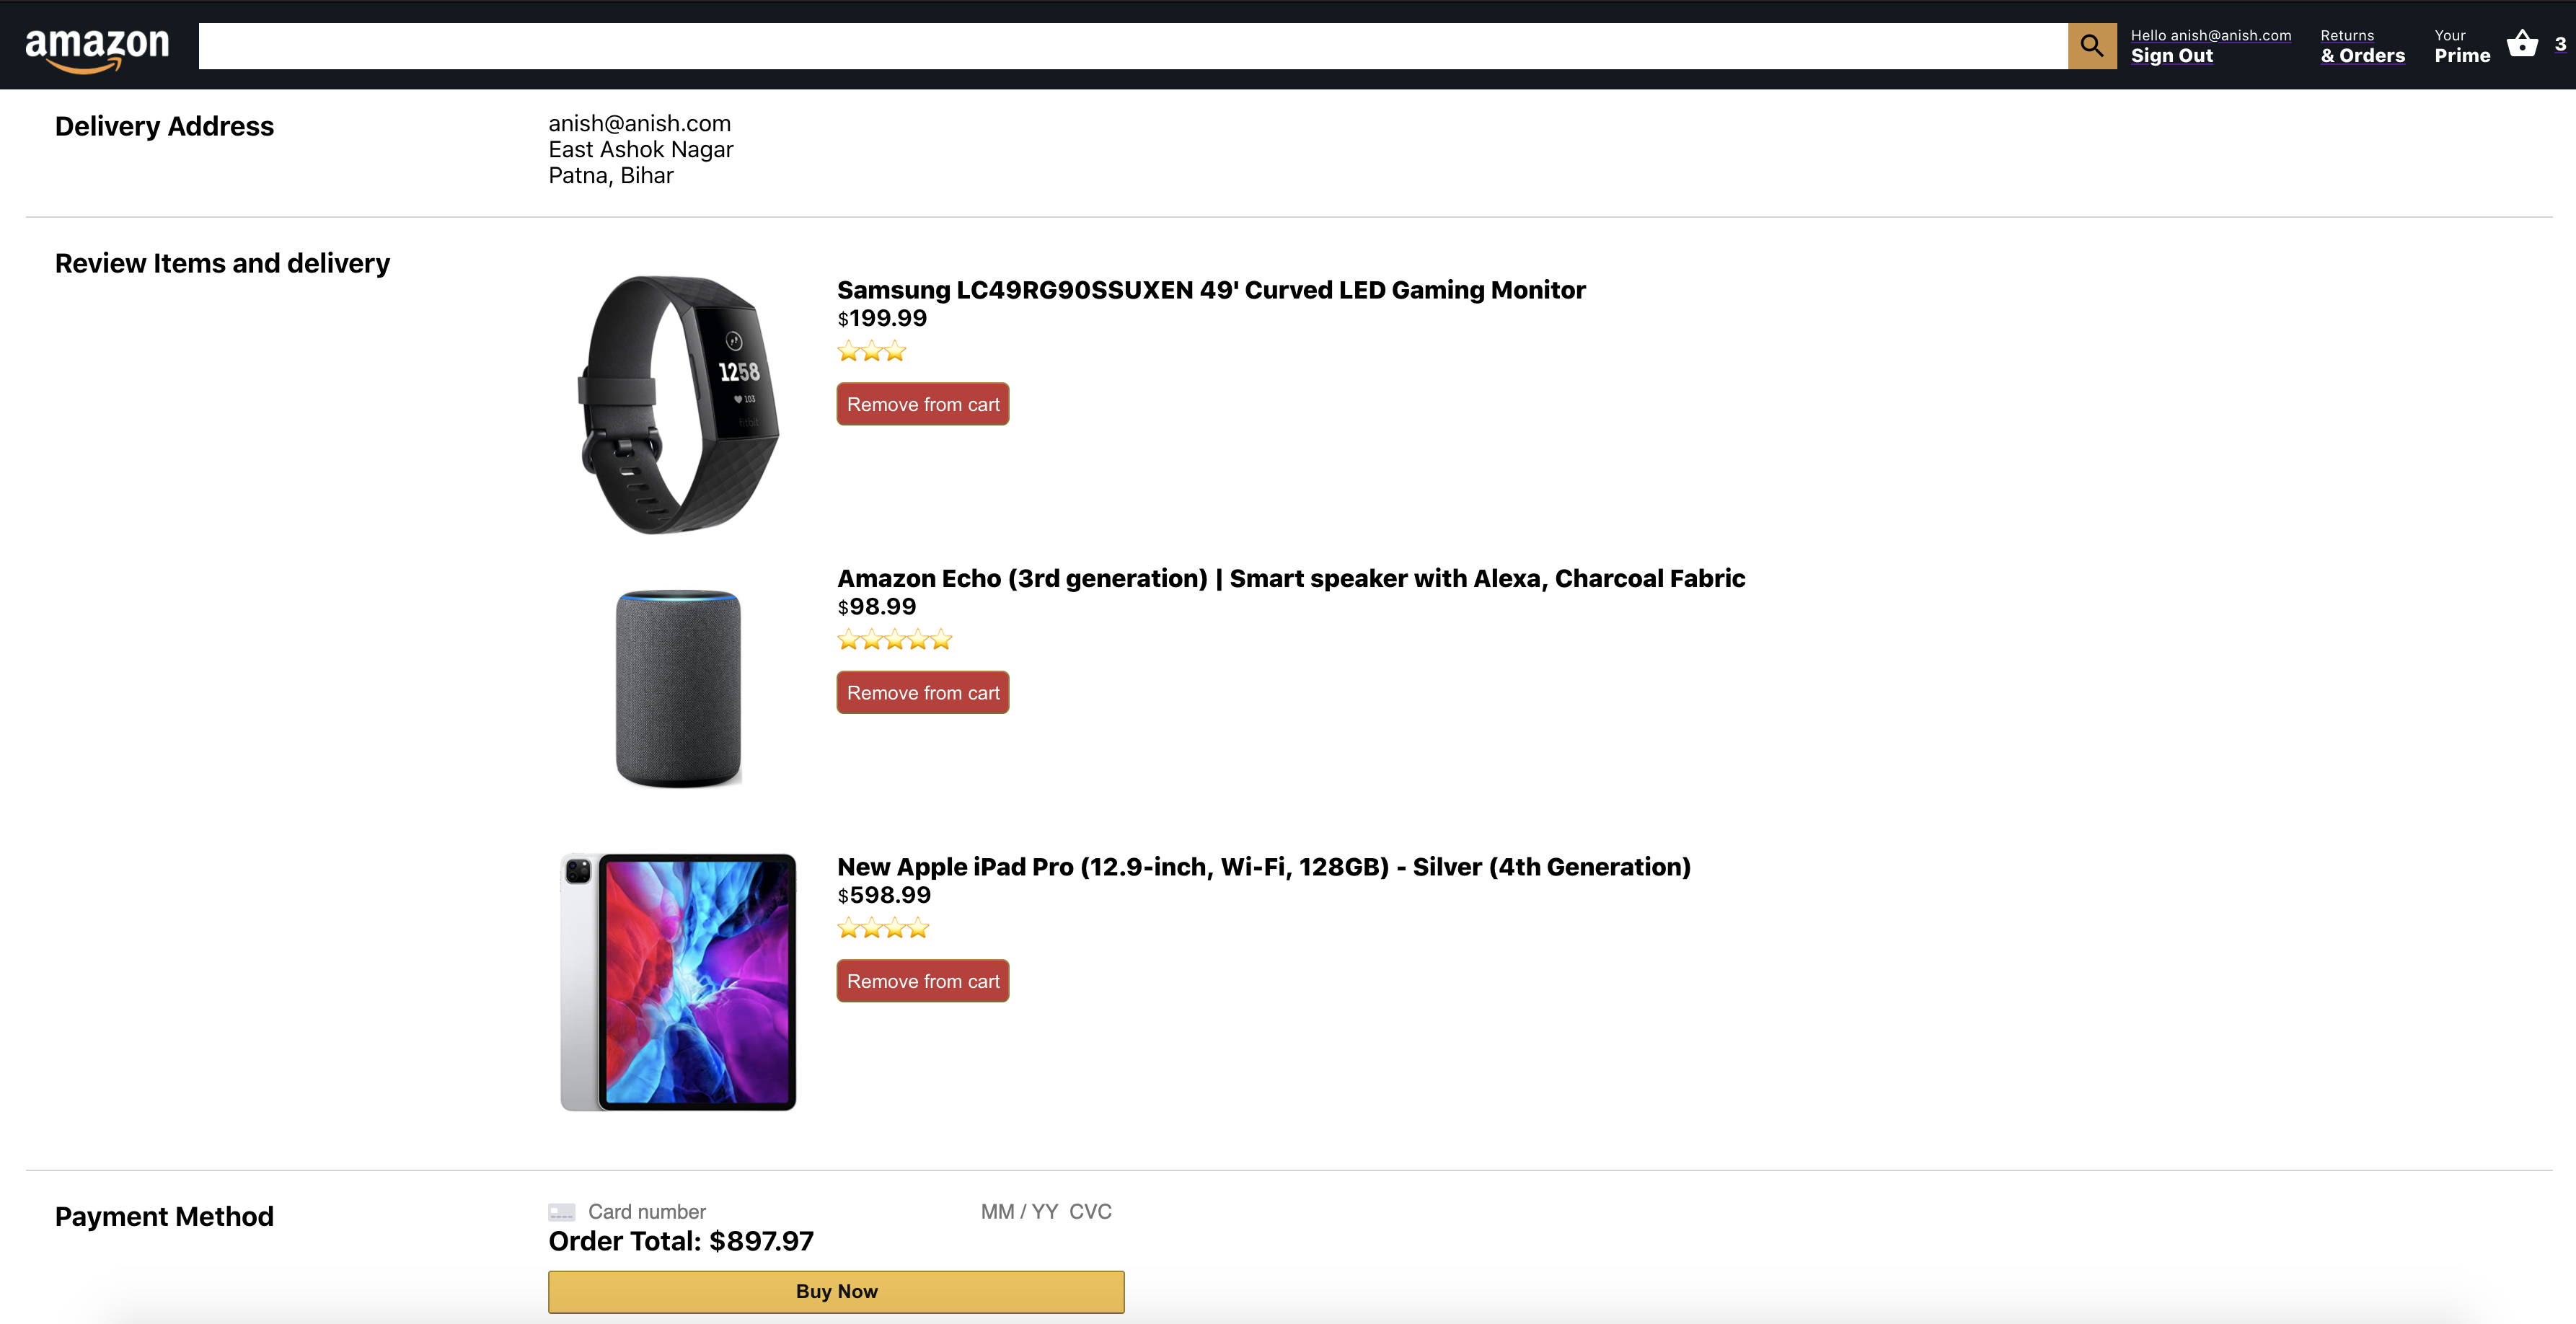 amazon
Hello anish@anish.com
Sign Out
Returns
& Orders
Your
Prime
3
Delivery Address
anish@anish.com
East Ashok Nagar
Patna, Bihar
Review Items and delivery
Samsung LC49RG90SSUXEN 49' Curved LED Gaming Monitor
$199.99
Remove from cart
1258
103
fitbit
Amazon Echo (3rd generation) | Smart speaker with Alexa, Charcoal Fabric
$98.99
Remove from cart
New Apple iPad Pro (12.9-inch, Wi-Fi, 128GB) - Silver (4th Generation)
$598.99
Remove from cart
Payment Method
Card number MM / YY CVC
Order Total: $897.97
Buy Now